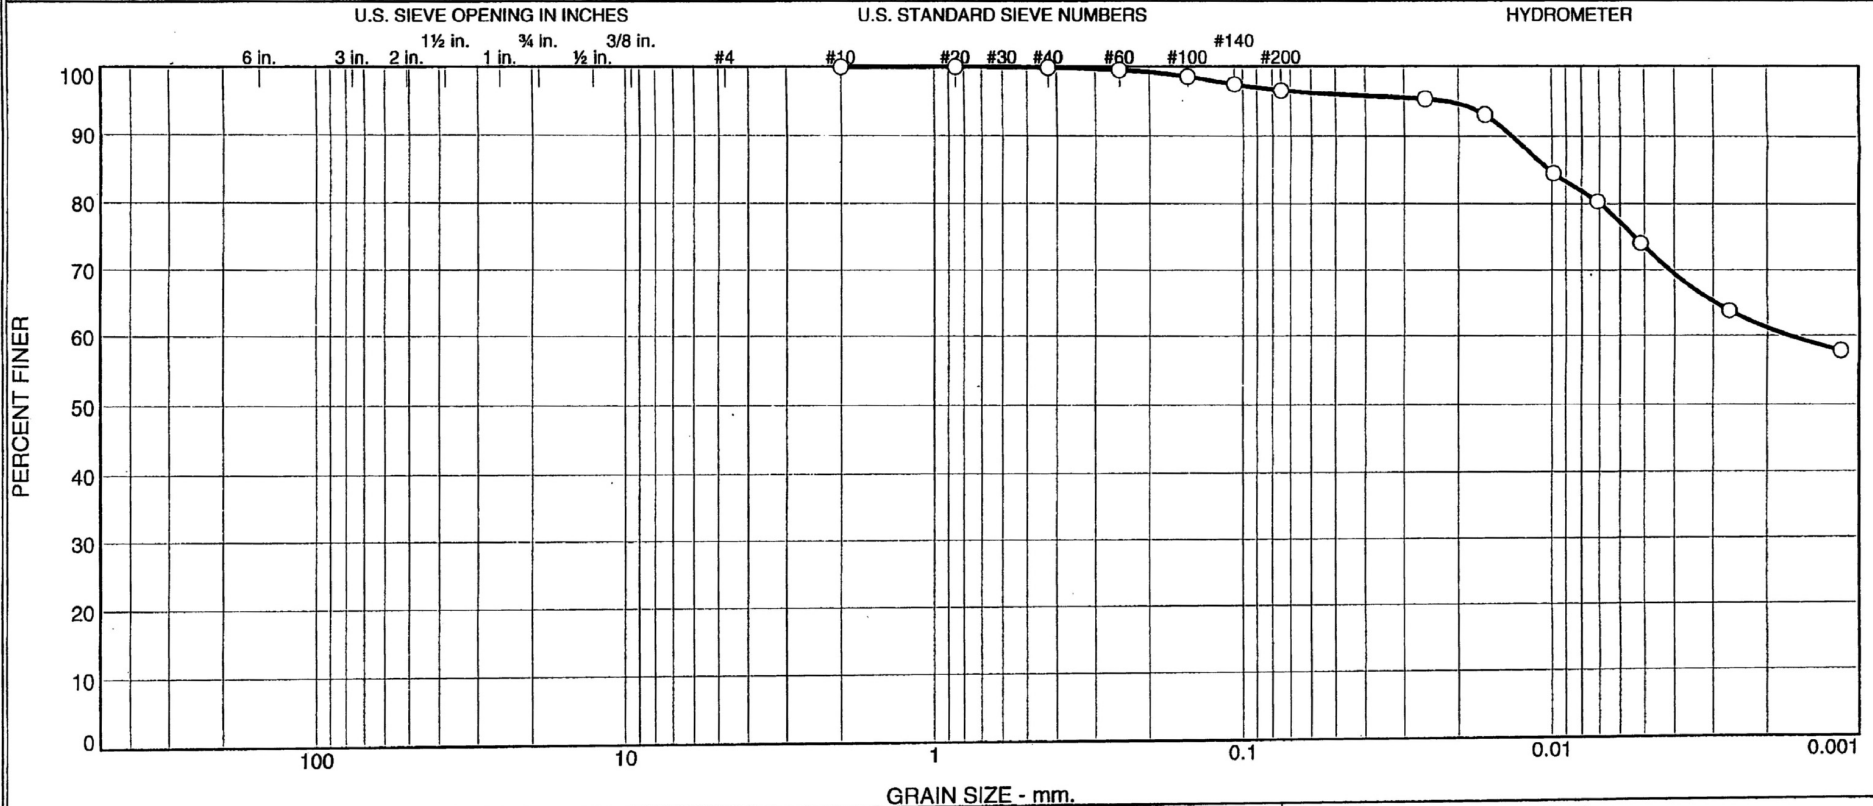 U.S. SIEVE OPENING IN INCHES U.S. STANDARD SIEVE NUMBERS HYDROMETER
6 in. 3 in. 2 in. 1½ in. 1 in. ¾ in. ½ in. 3/8 in. #4 #10 #20 #30 #40 #60 #100 #140 #200
100
90
80
70
60
50
40
30
20
10
0
PERCENT FINER
100 10 1 0.1 0.01 0.001
GRAIN SIZE - mm.